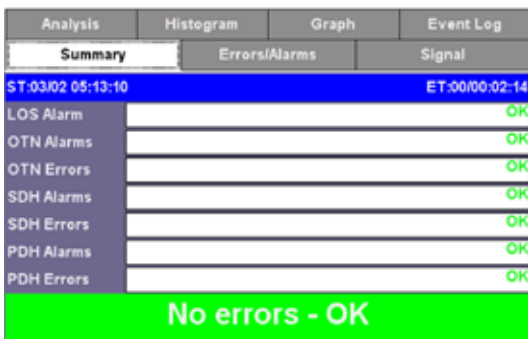 Analysis Histogram Graph Event Log
Summary Errors/Alarms Signal
ST:03/02 05:13:10 ET:00/00:02:14
LOS Alarm OK
OTN Alarms OK
OTN Errors OK
SDH Alarms OK
SDH Errors OK
PDH Alarms OK
PDH Errors OK
No errors - OK